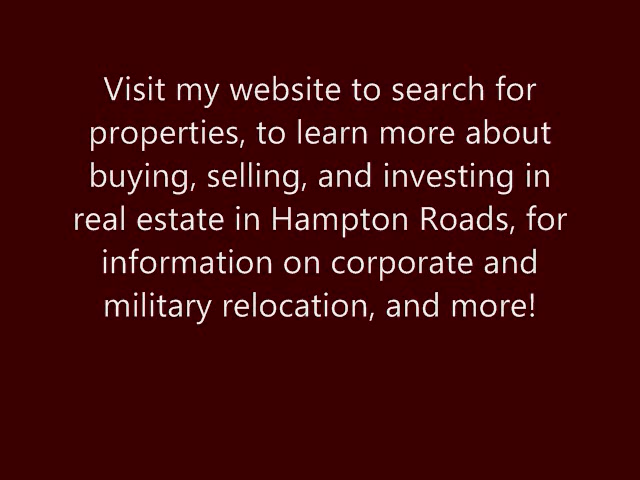 Visit my website to search for
properties, to learn more about
buying, selling, and investing in
real estate in Hampton Roads, for
information on corporate and
military relocation, and more!